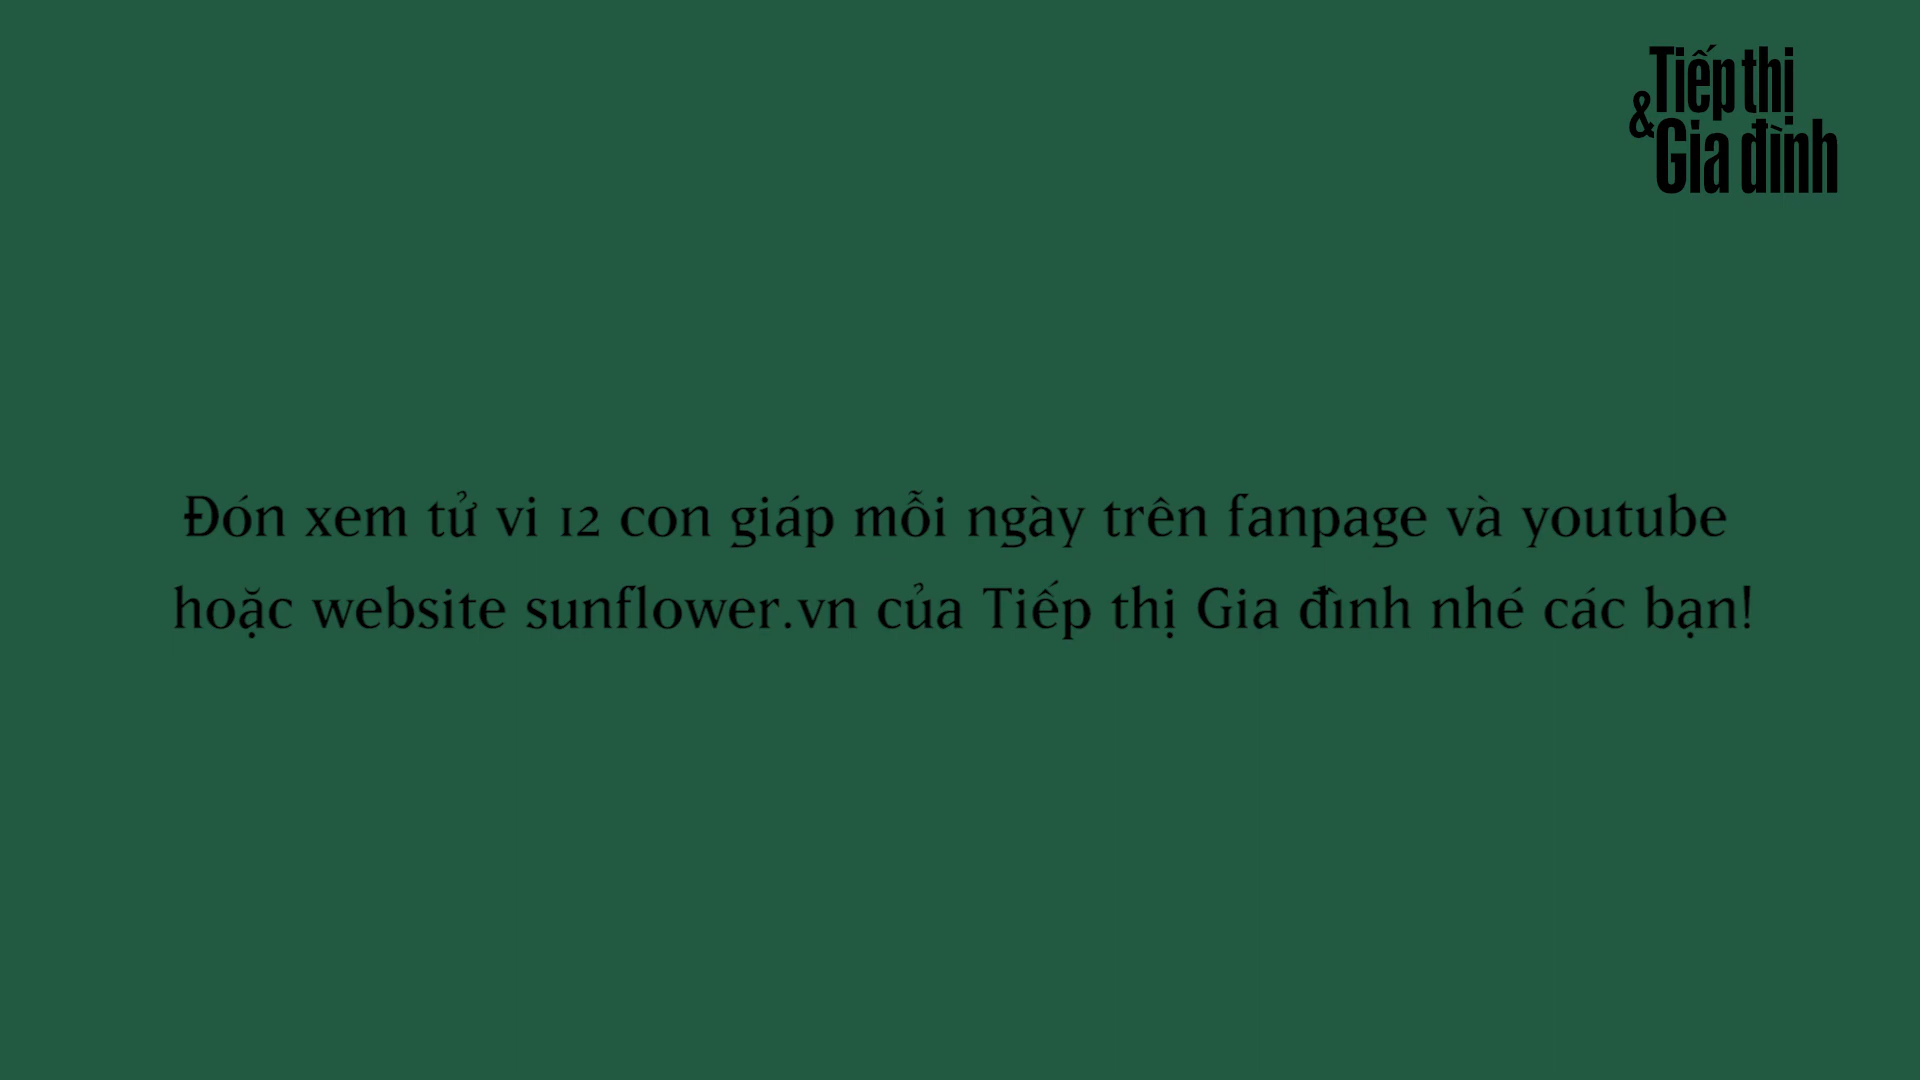 Tiếp thị
& Gia đình
Đón xem tử vi 12 con giáp mỗi ngày trên fanpage và youtube
hoặc website sunflower.vn của Tiếp thị Gia đình nhé các bạn!